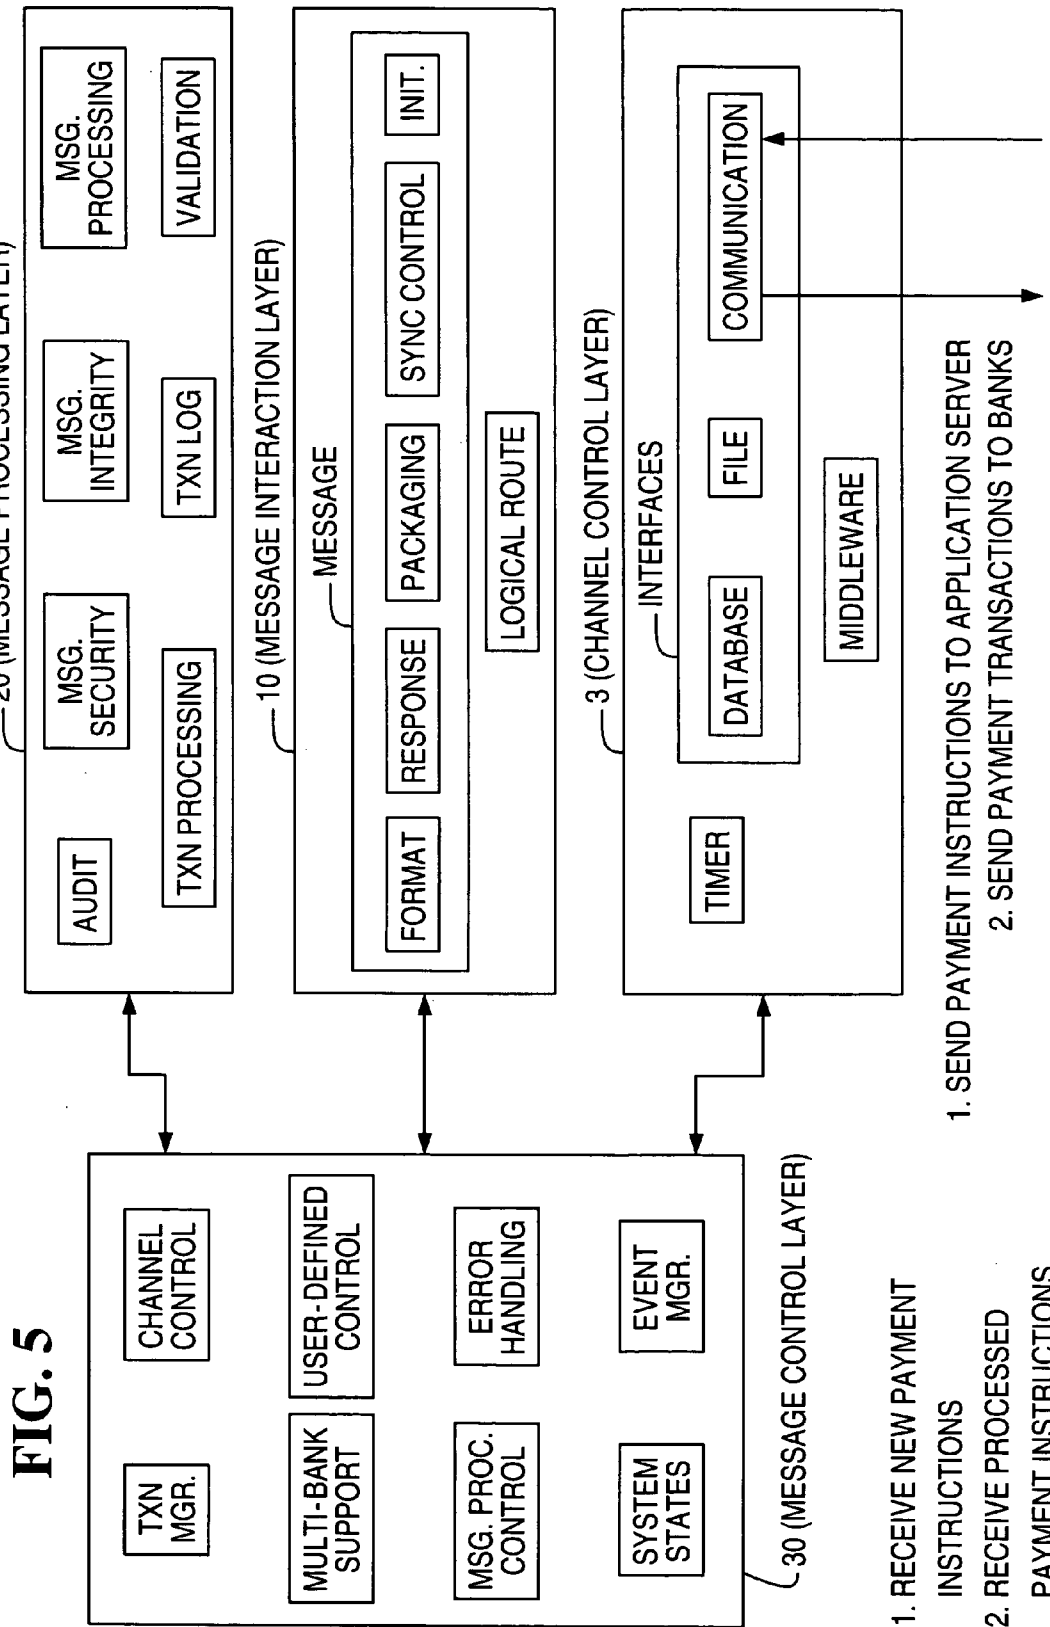 FIG. 5
TXN
MGR.
CHANNEL
CONTROL
MULTI-BANK
SUPPORT
USER-DEFINED
CONTROL
MSG. PROC.
CONTROL
ERROR
HANDLING
SYSTEM
STATES
EVENT
MGR.
30 (MESSAGE CONTROL LAYER)
20 (MESSAGE PROCESSING LAYER)
AUDIT
MSG.
SECURITY
MSG.
INTEGRITY
MSG.
PROCESSING
TXN PROCESSING
TXN LOG
VALIDATION
10 (MESSAGE INTERACTION LAYER)
MESSAGE
FORMAT
RESPONSE
PACKAGING
SYNC CONTROL
INIT.
LOGICAL ROUTE
3 (CHANNEL CONTROL LAYER)
INTERFACES
TIMER
DATABASE
FILE
COMMUNICATION
MIDDLEWARE
1. RECEIVE NEW PAYMENT
INSTRUCTIONS
2. RECEIVE PROCESSED
PAYMENT INSTRUCTIONS
1. SEND PAYMENT INSTRUCTIONS TO APPLICATION SERVER
2. SEND PAYMENT TRANSACTIONS TO BANKS